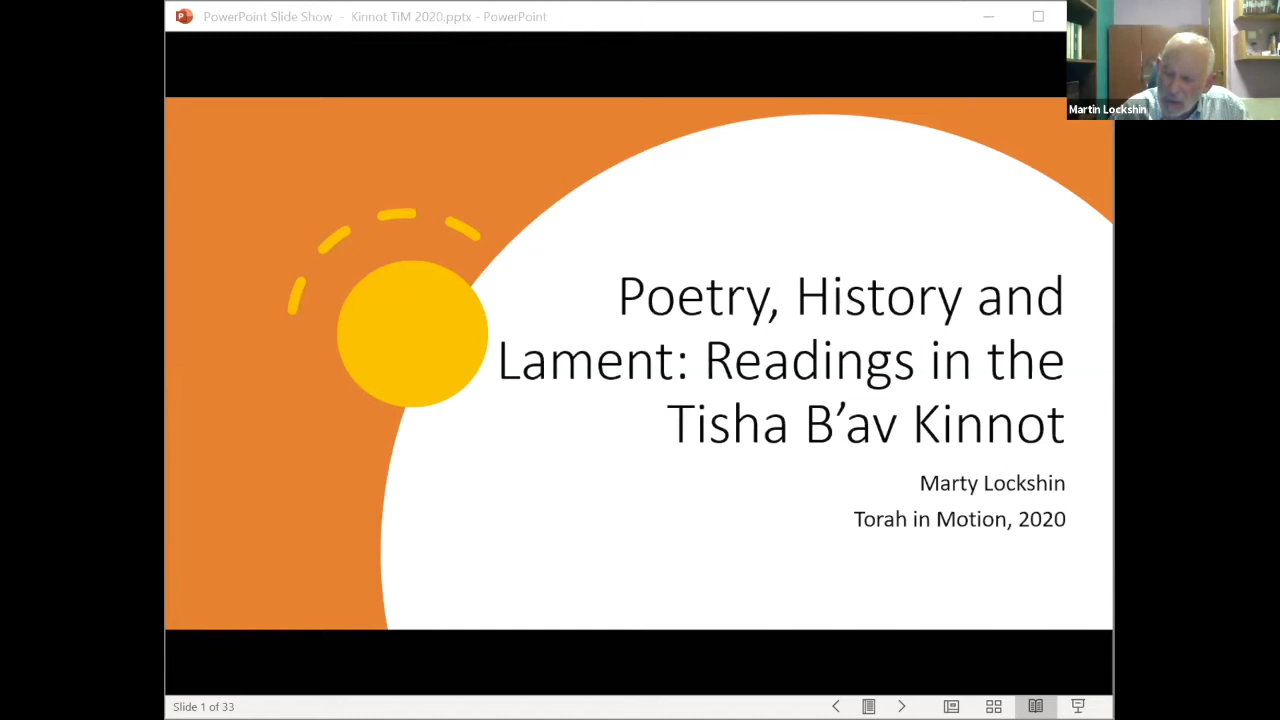 PowerPoint Slide Show - Kinnot TiM 2020.pptx - PowerPoint
Martin Lockshin
Poetry, History and
Lament: Readings in the
Tisha B’av Kinnot
Marty Lockshin
Torah in Motion, 2020
Slide 1 of 33